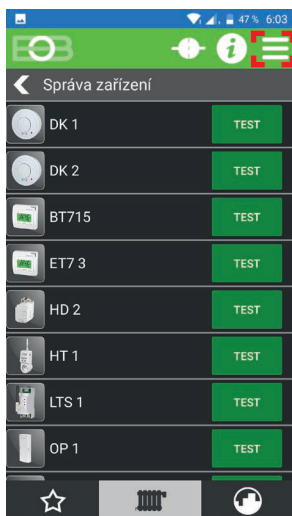 47 % 6:03
EOB
Správa zařízení
DK 1 TEST
DK 2 TEST
BT715 TEST
ET7 3 TEST
HD 2 TEST
HT 1 TEST
LTS 1 TEST
OP 1 TEST